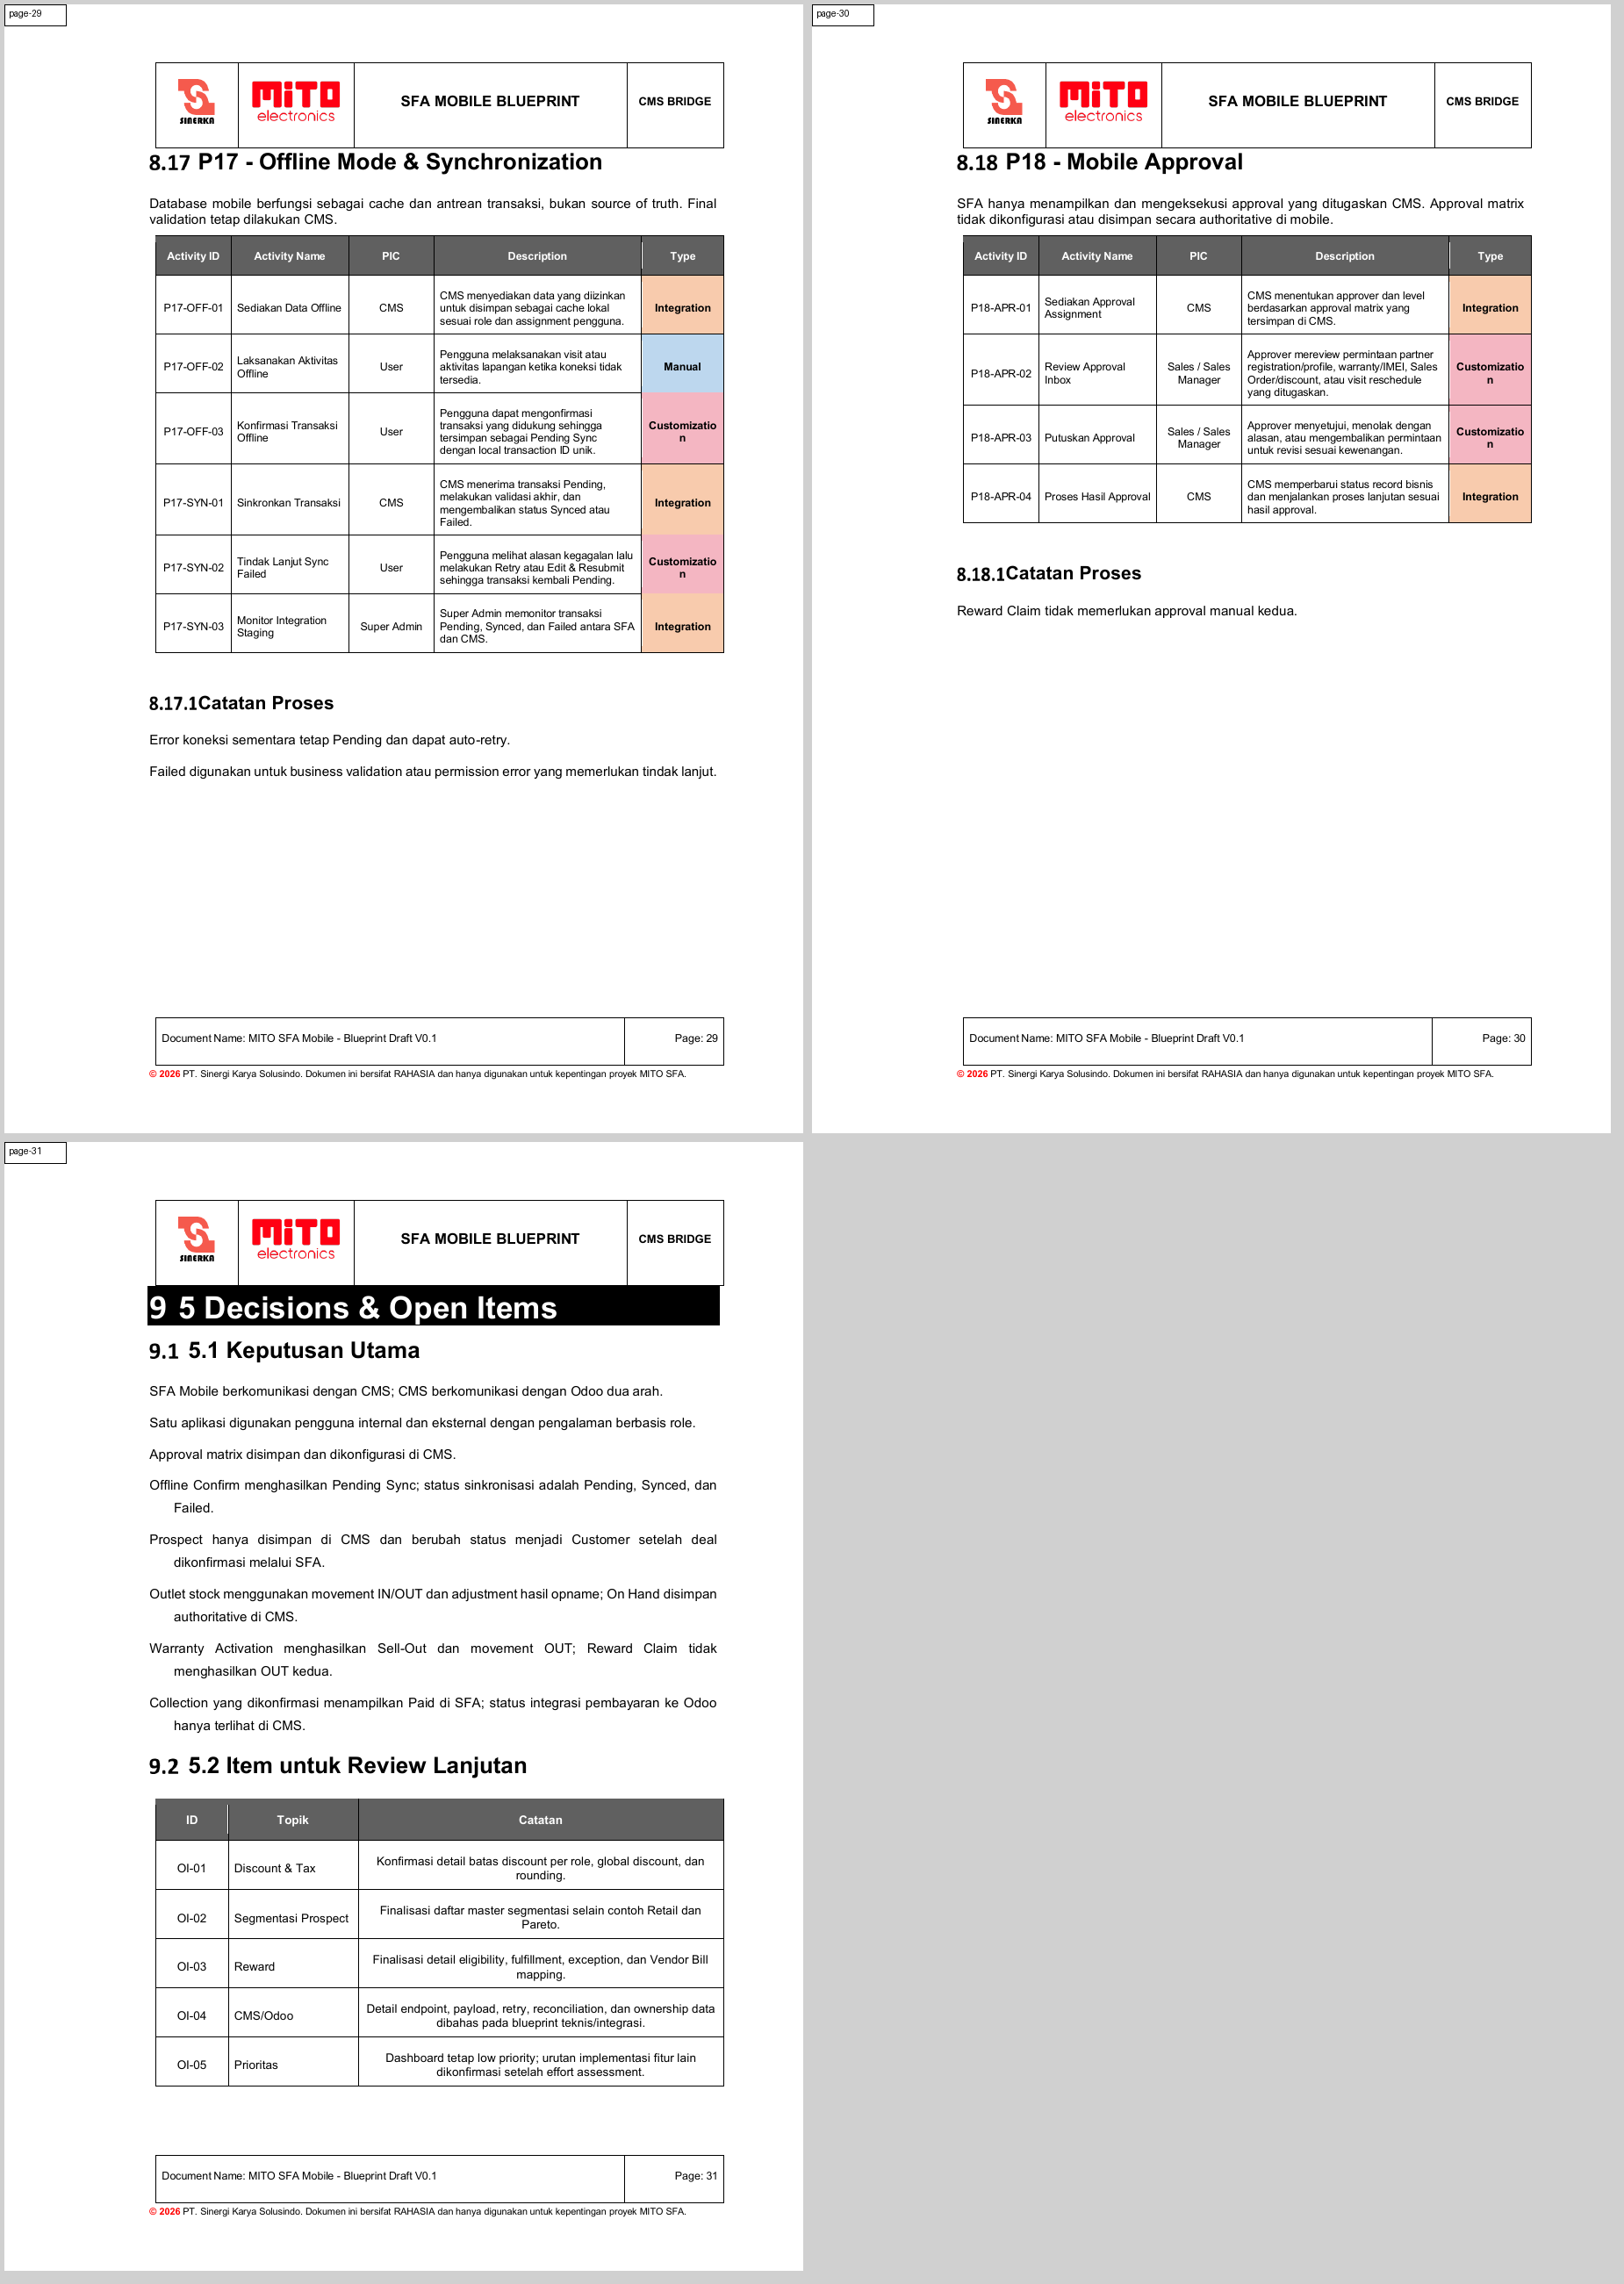 page-29
SINERKA
MiTO
electronics
SFA MOBILE BLUEPRINT
CMS BRIDGE
8.17 P17 - Offline Mode & Synchronization
Database mobile berfungsi sebagai cache dan antrean transaksi, bukan source of truth. Final
validation tetap dilakukan CMS.
Activity ID Activity Name PIC Description Type
P17-OFF-01 Sediakan Data Offline CMS CMS menyediakan data yang diizinkan
untuk disimpan sebagai cache lokal
sesuai role dan assignment pengguna. Integration
P17-OFF-02 Laksanakan Aktivitas
Offline User Pengguna melaksanakan visit atau
aktivitas lapangan ketika koneksi tidak
tersedia. Manual
P17-OFF-03 Konfirmasi Transaksi
Offline User Pengguna dapat mengonfirmasi
transaksi yang didukung sehingga
tersimpan sebagai Pending Sync
dengan local transaction ID unik. Customizatio
n
P17-SYN-01 Sinkronkan Transaksi CMS CMS menerima transaksi Pending,
melakukan validasi akhir, dan
mengembalikan status Synced atau
Failed. Integration
P17-SYN-02 Tindak Lanjut Sync
Failed User Pengguna melihat alasan kegagalan lalu
melakukan Retry atau Edit & Resubmit
sehingga transaksi kembali Pending. Customizatio
n
P17-SYN-03 Monitor Integration
Staging Super Admin Super Admin memonitor transaksi
Pending, Synced, dan Failed antara SFA
dan CMS. Integration
8.17.1Catatan Proses
Error koneksi sementara tetap Pending dan dapat auto-retry.
Failed digunakan untuk business validation atau permission error yang memerlukan tindak lanjut.
Document Name: MITO SFA Mobile - Blueprint Draft V0.1 Page: 29
© 2026 PT. Sinergi Karya Solusindo. Dokumen ini bersifat RAHASIA dan hanya digunakan untuk kepentingan proyek MITO SFA.
page-30
SINERKA
MiTO
electronics
SFA MOBILE BLUEPRINT
CMS BRIDGE
8.18 P18 - Mobile Approval
SFA hanya menampilkan dan mengeksekusi approval yang ditugaskan CMS. Approval matrix
tidak dikonfigurasi atau disimpan secara authoritative di mobile.
Activity ID Activity Name PIC Description Type
P18-APR-01 Sediakan Approval
Assignment CMS CMS menentukan approver dan level
berdasarkan approval matrix yang
tersimpan di CMS. Integration
P18-APR-02 Review Approval
Inbox Sales / Sales
Manager Approver mereview permintaan partner
registration/profile, warranty/IMEI, Sales
Order/discount, atau visit reschedule
yang ditugaskan. Customizatio
n
P18-APR-03 Putuskan Approval Sales / Sales
Manager Approver menyetujui, menolak dengan
alasan, atau mengembalikan permintaan
untuk revisi sesuai kewenangan. Customizatio
n
P18-APR-04 Proses Hasil Approval CMS CMS memperbarui status record bisnis
dan menjalankan proses lanjutan sesuai
hasil approval. Integration
8.18.1Catatan Proses
Reward Claim tidak memerlukan approval manual kedua.
Document Name: MITO SFA Mobile - Blueprint Draft V0.1 Page: 30
© 2026 PT. Sinergi Karya Solusindo. Dokumen ini bersifat RAHASIA dan hanya digunakan untuk kepentingan proyek MITO SFA.
page-31
SINERKA
MiTO
electronics
SFA MOBILE BLUEPRINT
CMS BRIDGE
9 5 Decisions & Open Items
9.1 5.1 Keputusan Utama
SFA Mobile berkomunikasi dengan CMS; CMS berkomunikasi dengan Odoo dua arah.
Satu aplikasi digunakan pengguna internal dan eksternal dengan pengalaman berbasis role.
Approval matrix disimpan dan dikonfigurasi di CMS.
Offline Confirm menghasilkan Pending Sync; status sinkronisasi adalah Pending, Synced, dan
Failed.
Prospect hanya disimpan di CMS dan berubah status menjadi Customer setelah deal
dikonfirmasi melalui SFA.
Outlet stock menggunakan movement IN/OUT dan adjustment hasil opname; On Hand disimpan
authoritative di CMS.
Warranty Activation menghasilkan Sell-Out dan movement OUT; Reward Claim tidak
menghasilkan OUT kedua.
Collection yang dikonfirmasi menampilkan Paid di SFA; status integrasi pembayaran ke Odoo
hanya terlihat di CMS.
9.2 5.2 Item untuk Review Lanjutan
ID Topik Catatan
OI-01 Discount & Tax Konfirmasi detail batas discount per role, global discount, dan
rounding.
OI-02 Segmentasi Prospect Finalisasi daftar master segmentasi selain contoh Retail dan
Pareto.
OI-03 Reward Finalisasi detail eligibility, fulfillment, exception, dan Vendor Bill
mapping.
OI-04 CMS/Odoo Detail endpoint, payload, retry, reconciliation, dan ownership data
dibahas pada blueprint teknis/integrasi.
OI-05 Prioritas Dashboard tetap low priority; urutan implementasi fitur lain
dikonfirmasi setelah effort assessment.
Document Name: MITO SFA Mobile - Blueprint Draft V0.1 Page: 31
© 2026 PT. Sinergi Karya Solusindo. Dokumen ini bersifat RAHASIA dan hanya digunakan untuk kepentingan proyek MITO SFA.